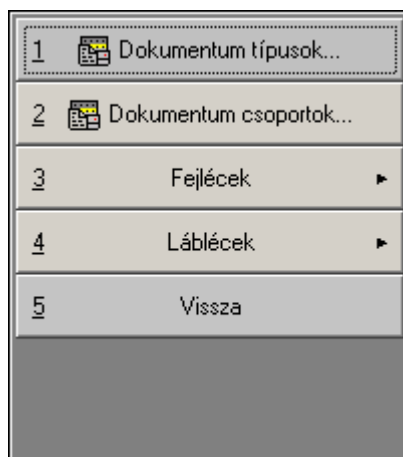 1 Dokumentum típusok...
2 Dokumentum csoportok...
3 Fejlécek
4 Láblécek
5 Vissza